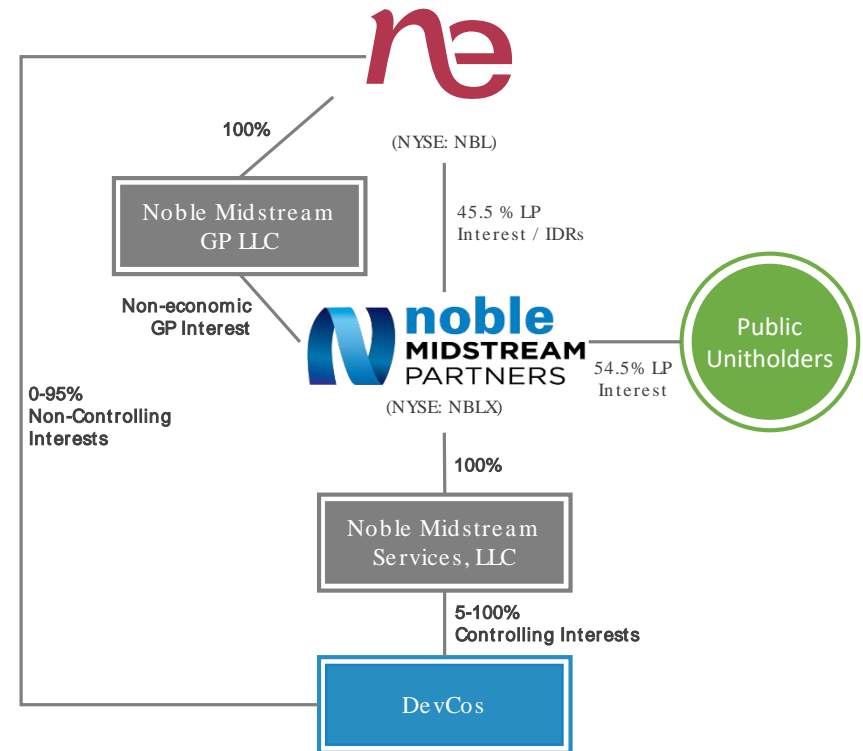 ne
(NYSE: NBL)
100%
Noble Midstream
GP LLC
45.5 % LP
Interest / IDRs
Non-economic
GP Interest
noble
MIDSTREAM
PARTNERS
(NYSE: NBLX)
54.5% LP
Interest
Public
Unitholders
0-95%
Non-Controlling
Interests
100%
Noble Midstream
Services, LLC
5-100%
Controlling Interests
DevCos